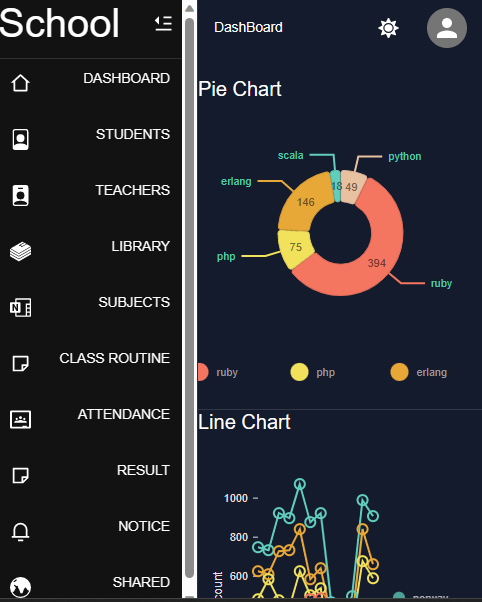 School
DASHBOARD
STUDENTS
TEACHERS
LIBRARY
SUBJECTS
CLASS ROUTINE
ATTENDANCE
RESULT
NOTICE
SHARED
DashBoard
Pie Chart
scala
python
erlang
18
49
146
75
php
394
ruby
ruby
php
erlang
Line Chart
1000
800
600
count